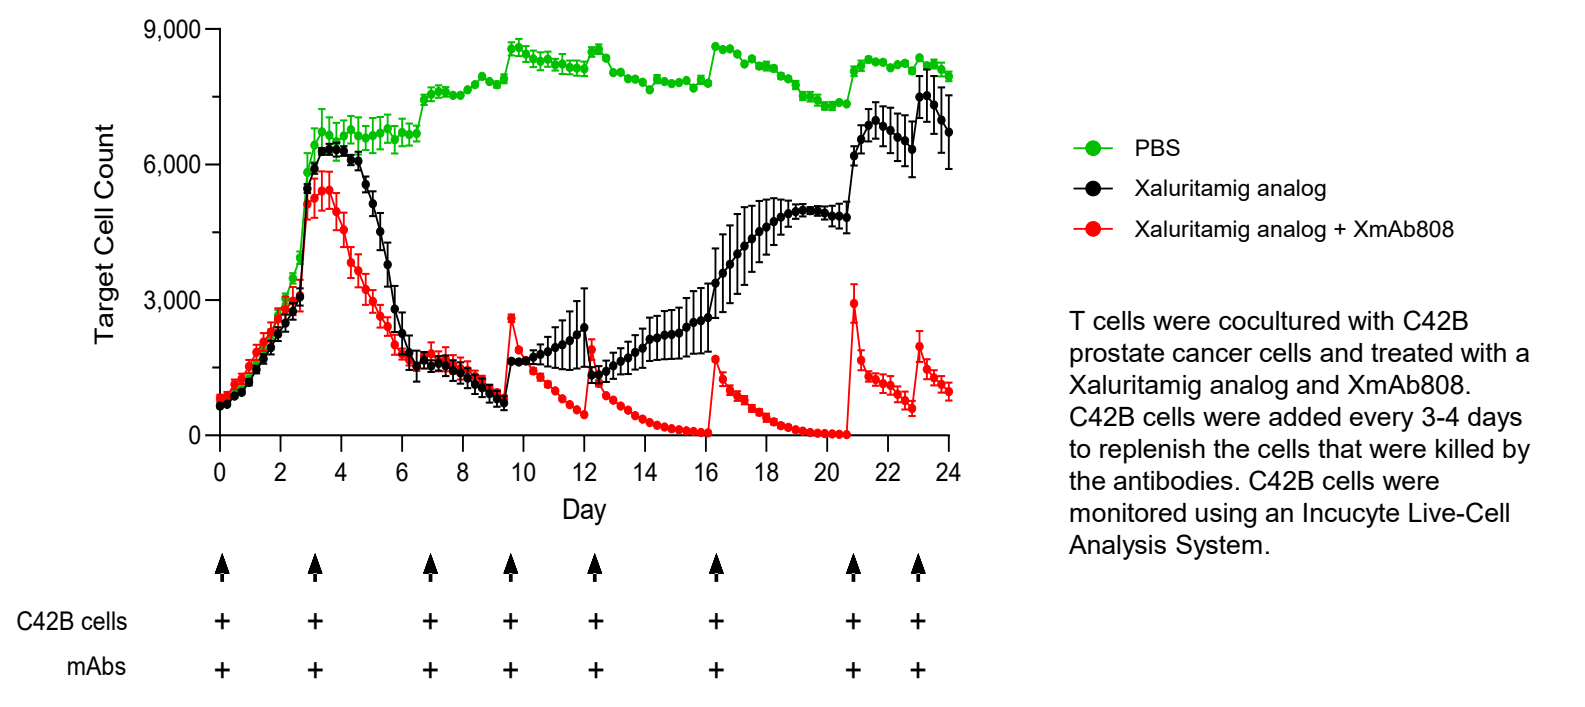 9,000
6,000
3,000
0
Target Cell Count
0 2 4 6 8 10 12 14 16 18 20 22 24
Day
PBS
Xaluritamig analog
Xaluritamig analog + XmAb808
T cells were cocultured with C42B
prostate cancer cells and treated with a
Xaluritamig analog and XmAb808.
C42B cells were added every 3-4 days
to replenish the cells that were killed by
the antibodies. C42B cells were
monitored using an Incucyte Live-Cell
Analysis System.
C42B cells + + + + + + + +
mAbs + + + + + + + +